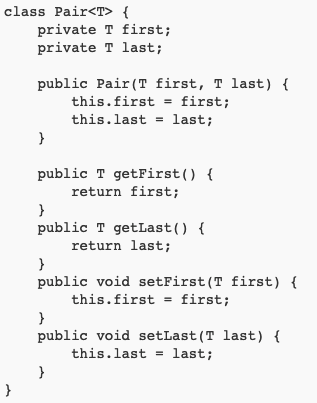 class Pair<T> {
    private T first;
    private T last;

    public Pair(T first, T last) {
        this.first = first;
        this.last = last;
    }

    public T getFirst() {
        return first;
    }
    public T getLast() {
        return last;
    }
    public void setFirst(T first) {
        this.first = first;
    }
    public void setLast(T last) {
        this.last = last;
    }
}